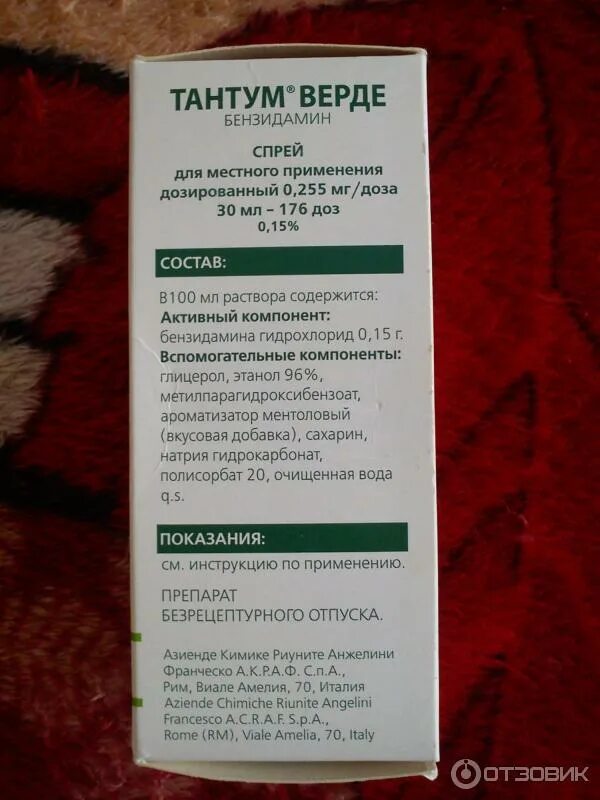 ТАНТУМ® ВЕРДЕ
БЕНЗИДАМИН
СПРЕЙ
для местного применения
дозированный 0,255 мг/доза
30 мл – 176 доз
0,15%
СОСТАВ:
В100 мл раствора содержится:
Активный компонент:
бензидамина гидрохлорид 0,15 г.
Вспомогательные компоненты:
глицерол, этанол 96%,
метилпарагидроксибензоат,
ароматизатор ментоловый
(вкусовая добавка), сахарин,
натрия гидрокарбонат,
полисорбат 20, очищенная вода
q.s.
ПОКАЗАНИЯ:
см. инструкцию по применению.
ПРЕПАРАТ
БЕЗРЕЦЕПТУРНОГО ОТПУСКА.
Азиенде Кимике Риуните Анжелини
Франческо А.К.Р.А.Ф. С.п.А.,
Рим, Виале Амелия, 70, Италия
Aziende Chimiche Riunite Angelini
Francesco A.C.R.A.F. S.p.A.,
Rome (RM), Viale Amelia, 70, Italy
ОТЗОВИК